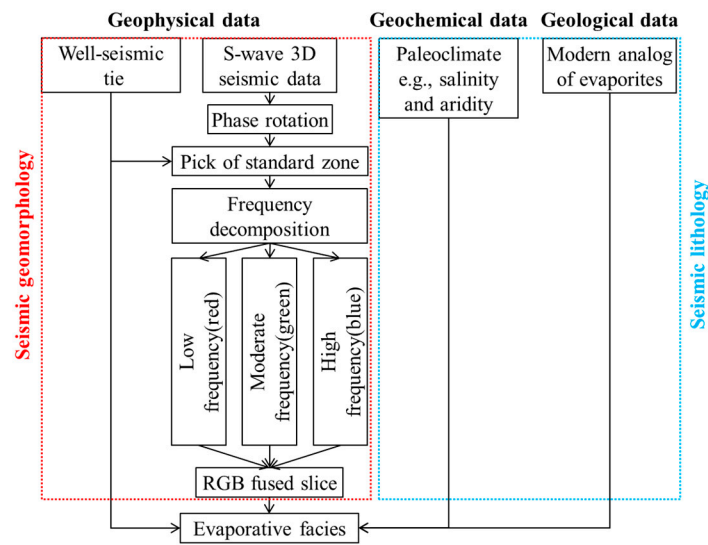 Geophysical data
Geochemical data
Geological data
Well-seismic
tie
S-wave 3D
seismic data
Paleoclimate
e.g., salinity
and aridity
Modern analog
of evaporites
Phase rotation
Pick of standard zone
Frequency
decomposition
Low
frequency(red)
Moderate
frequency(green)
High
frequency(blue)
RGB fused slice
Evaporative facies
Seismic geomorphology
Seismic lithology